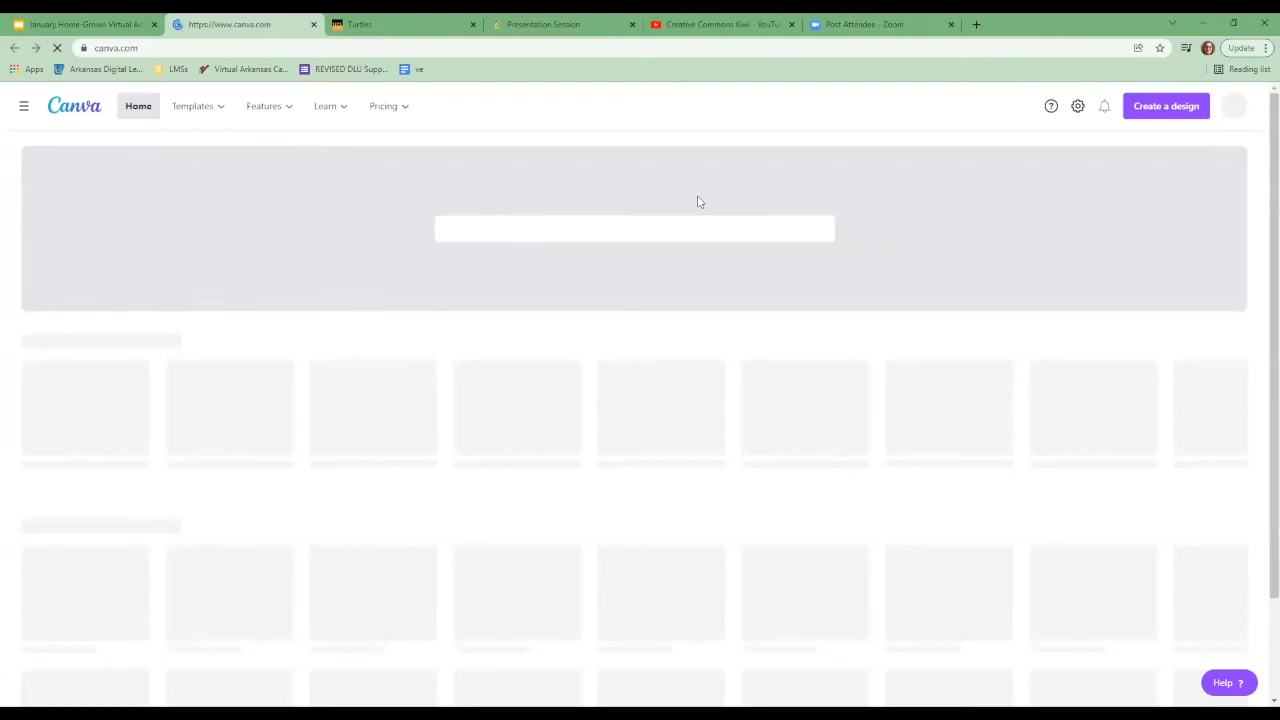 January Home-Grown Virtual Ac
https://www.canva.com
Turtles
Presentation Session
Creative Commons Kiwi - YouTu
Post Attendee - Zoom
canva.com
Update
Apps
Arkansas Digital Le...
LMSs
Virtual Arkansas Ca...
REVISED DLU Supp...
ve
Reading list
Canva
Home
Templates
Features
Learn
Pricing
Create a design
Help ?